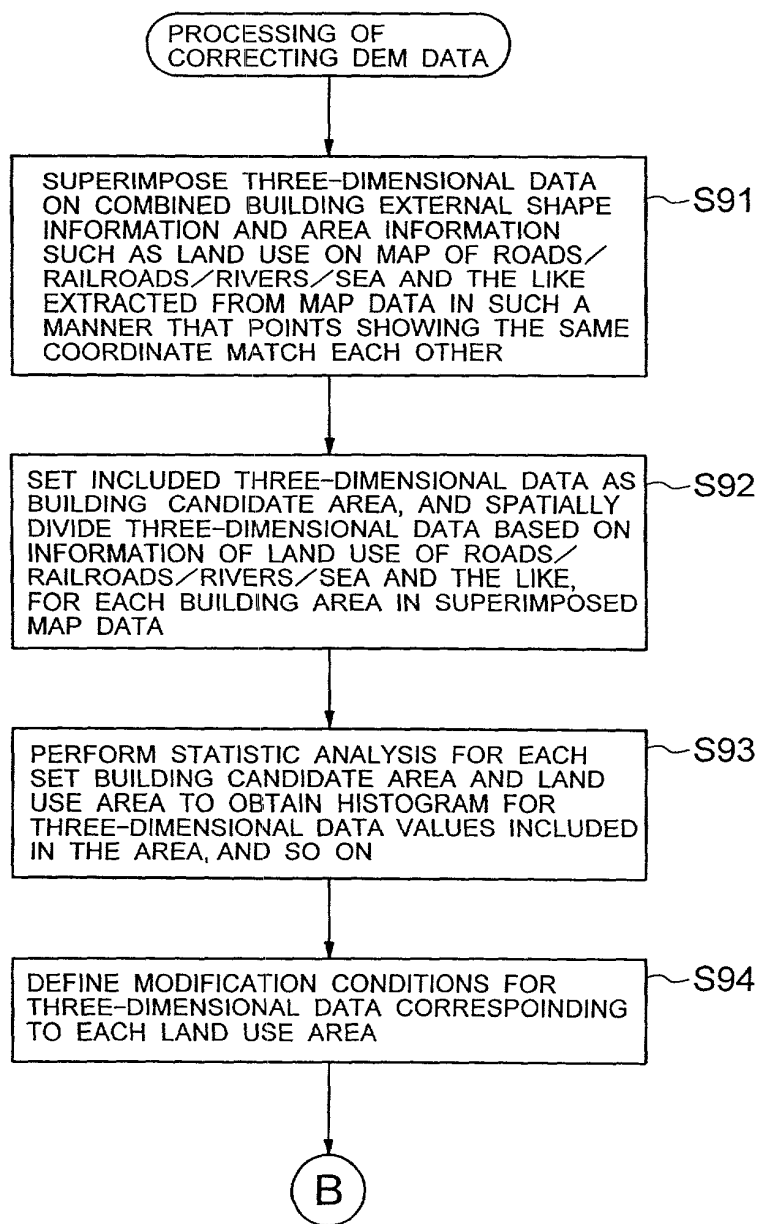 PROCESSING OF
CORRECTING DEM DATA
SUPERIMPOSE THREE-DIMENSIONAL DATA
ON COMBINED BUILDING EXTERNAL SHAPE
INFORMATION AND AREA INFORMATION
SUCH AS LAND USE ON MAP OF ROADS/
RAILROADS/RIVERS/SEA AND THE LIKE
EXTRACTED FROM MAP DATA IN SUCH A
MANNER THAT POINTS SHOWING THE SAME
COORDINATE MATCH EACH OTHER
S91
SET INCLUDED THREE-DIMENSIONAL DATA AS
BUILDING CANDIDATE AREA, AND SPATIALLY
DIVIDE THREE-DIMENSIONAL DATA BASED ON
INFORMATION OF LAND USE OF ROADS/
RAILROADS/RIVERS/SEA AND THE LIKE,
FOR EACH BUILDING AREA IN SUPERIMPOSED
MAP DATA
S92
PERFORM STATISTIC ANALYSIS FOR EACH
SET BUILDING CANDIDATE AREA AND LAND
USE AREA TO OBTAIN HISTOGRAM FOR
THREE-DIMENSIONAL DATA VALUES INCLUDED
IN THE AREA, AND SO ON
S93
DEFINE MODIFICATION CONDITIONS FOR
THREE-DIMENSIONAL DATA CORRESPOINDING
TO EACH LAND USE AREA
S94
B